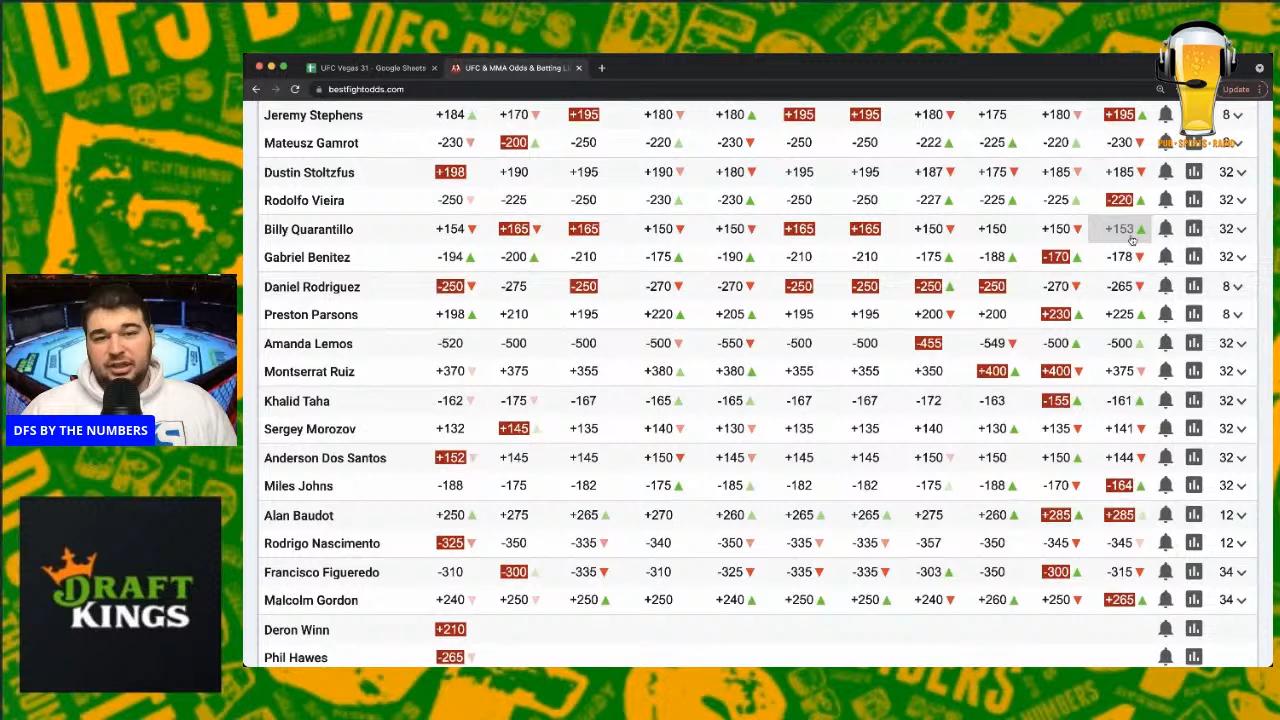 UFC Vegas 31 - Google Sheets × UFC & MMA Odds & Betting Li × +
bestfightodds.com Update
Jeremy Stephens +184 +170 +195 +180 +180 +195 +195 +180 +175 +180 +195 8
Mateusz Gamrot -230 -200 -250 -220 -230 -250 -250 -222 -225 -220 -230
PUB·SPORTS·RADIO
Dustin Stoltzfus +198 +190 +195 +190 +180 +195 +195 +187 +175 +185 +185 32
Rodolfo Vieira -250 -225 -250 -230 -230 -250 -250 -227 -225 -225 -220 32
Billy Quarantillo +154 +165 +165 +150 +150 +165 +165 +150 +150 +150 +153 32
Gabriel Benitez -194 -200 -210 -175 -190 -210 -210 -175 -188 -170 -178 32
Daniel Rodriguez -250 -275 -250 -270 -270 -250 -250 -250 -250 -270 -265 8
Preston Parsons +198 +210 +195 +220 +205 +195 +195 +200 +200 +230 +225 8
Amanda Lemos -520 -500 -500 -500 -550 -500 -500 -455 -549 -500 -500 32
Montserrat Ruiz +370 +375 +355 +380 +380 +355 +355 +350 +400 +400 +375 32
Khalid Taha -162 -175 -167 -165 -165 -167 -167 -172 -163 -155 -161 32
Sergey Morozov +132 +145 +135 +140 +130 +135 +135 +140 +130 +135 +141 32
Anderson Dos Santos +152 +145 +145 +150 +145 +145 +145 +150 +150 +150 +144 32
Miles Johns -188 -175 -182 -175 -185 -182 -182 -175 -188 -170 -164 32
Alan Baudot +250 +275 +265 +270 +260 +265 +265 +275 +260 +285 +285 12
Rodrigo Nascimento -325 -350 -335 -340 -350 -335 -335 -357 -350 -345 -345 12
Francisco Figueredo -310 -300 -335 -310 -325 -335 -335 -303 -350 -300 -315 34
Malcolm Gordon +240 +250 +250 +250 +240 +250 +250 +240 +260 +250 +265 34
Deron Winn +210
Phil Hawes -265
DFS BY THE NUMBERS
DRAFT
KINGS